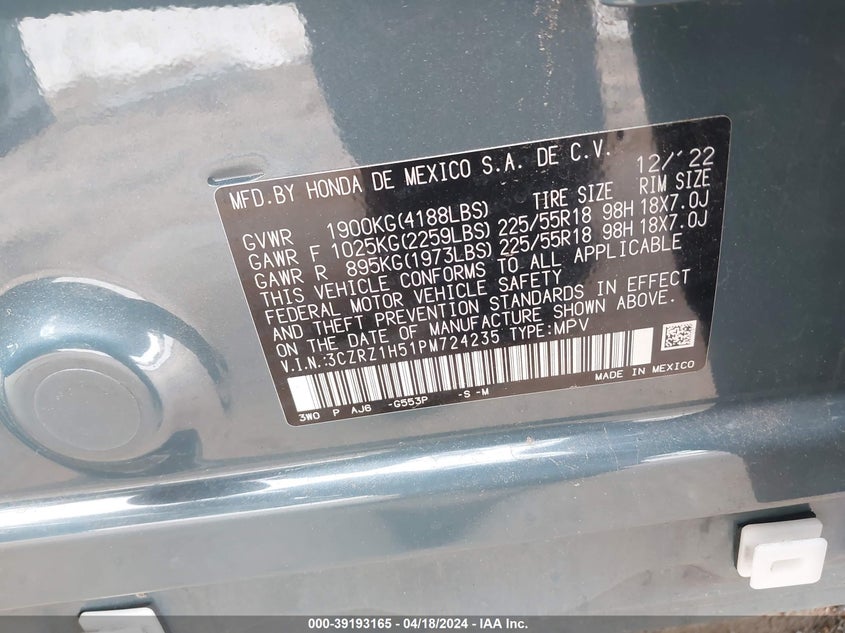 MFD.BY HONDA DE MEXICO S.A. DE C.V. 12/'22
TIRE SIZE RIM SIZE
GVWR 1900KG(4188LBS)
GAWR F 1025KG(2259LBS) 225/55R18 98H 18X7.0J
GAWR R 895KG(1973LBS) 225/55R18 98H 18X7.0J
THIS VEHICLE CONFORMS TO ALL APPLICABLE
FEDERAL MOTOR VEHICLE SAFETY
AND THEFT PREVENTION STANDARDS IN EFFECT
ON THE DATE OF MANUFACTURE SHOWN ABOVE.
V.I.N.:3CZRZ1H51PM724235 TYPE:MPV
MADE IN MEXICO
3W0 P AJ6 -G553P -S -M
000-39193165 - 04/18/2024 - IAA Inc.